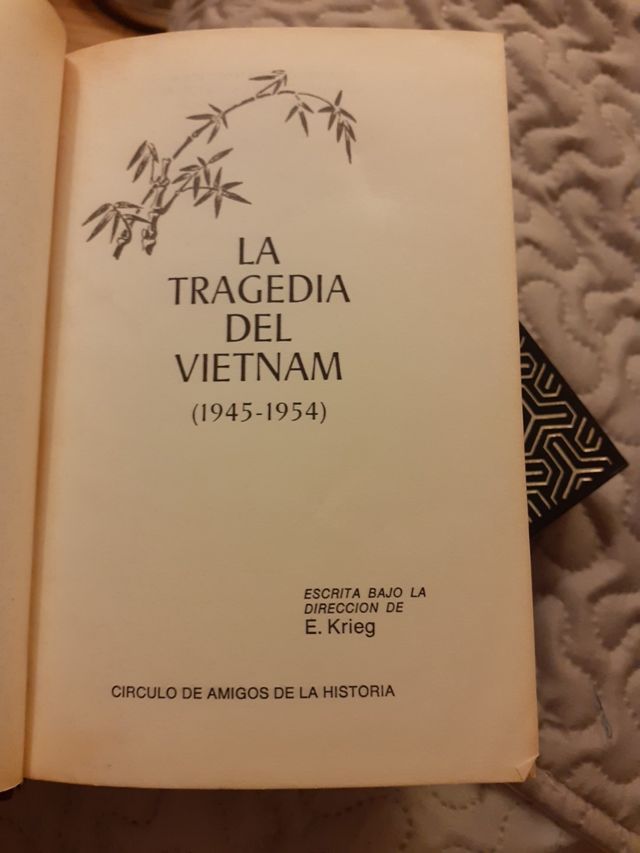 LA
TRAGEDIA
DEL
VIETNAM
(1945-1954)
ESCRITA BAJO LA
DIRECCION DE
E. Krieg
CIRCULO DE AMIGOS DE LA HISTORIA